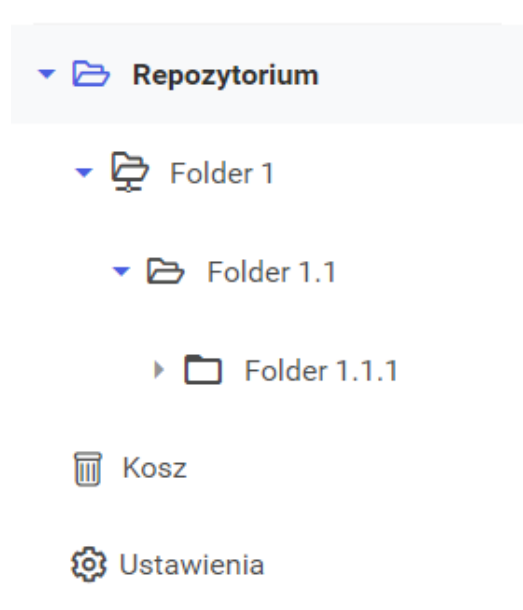 Repozytorium
Folder 1
Folder 1.1
Folder 1.1.1
Kosz
Ustawienia